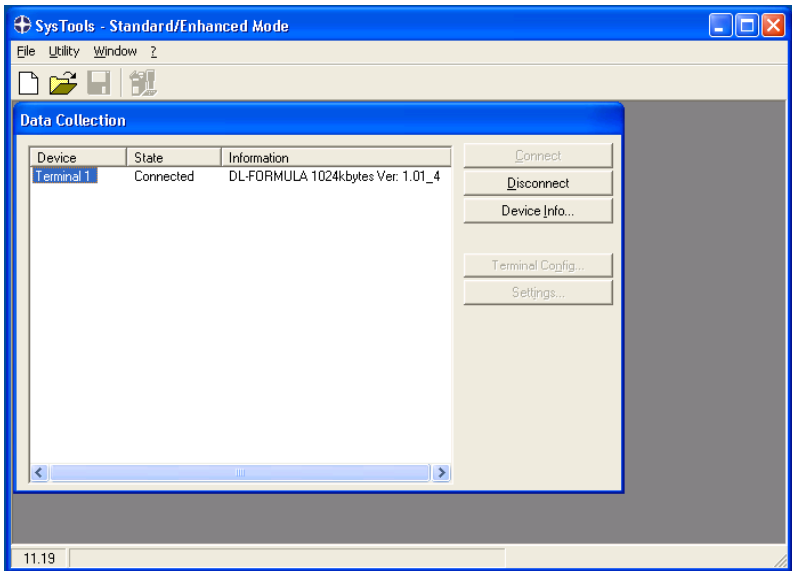 SysTools - Standard/Enhanced Mode
File Utility Window ?
Data Collection
Device State Information
Terminal 1 Connected DL-FORMULA 1024kbytes Ver: 1.01_4
Connect
Disconnect
Device Info...
Terminal Config...
Settings...
11.19